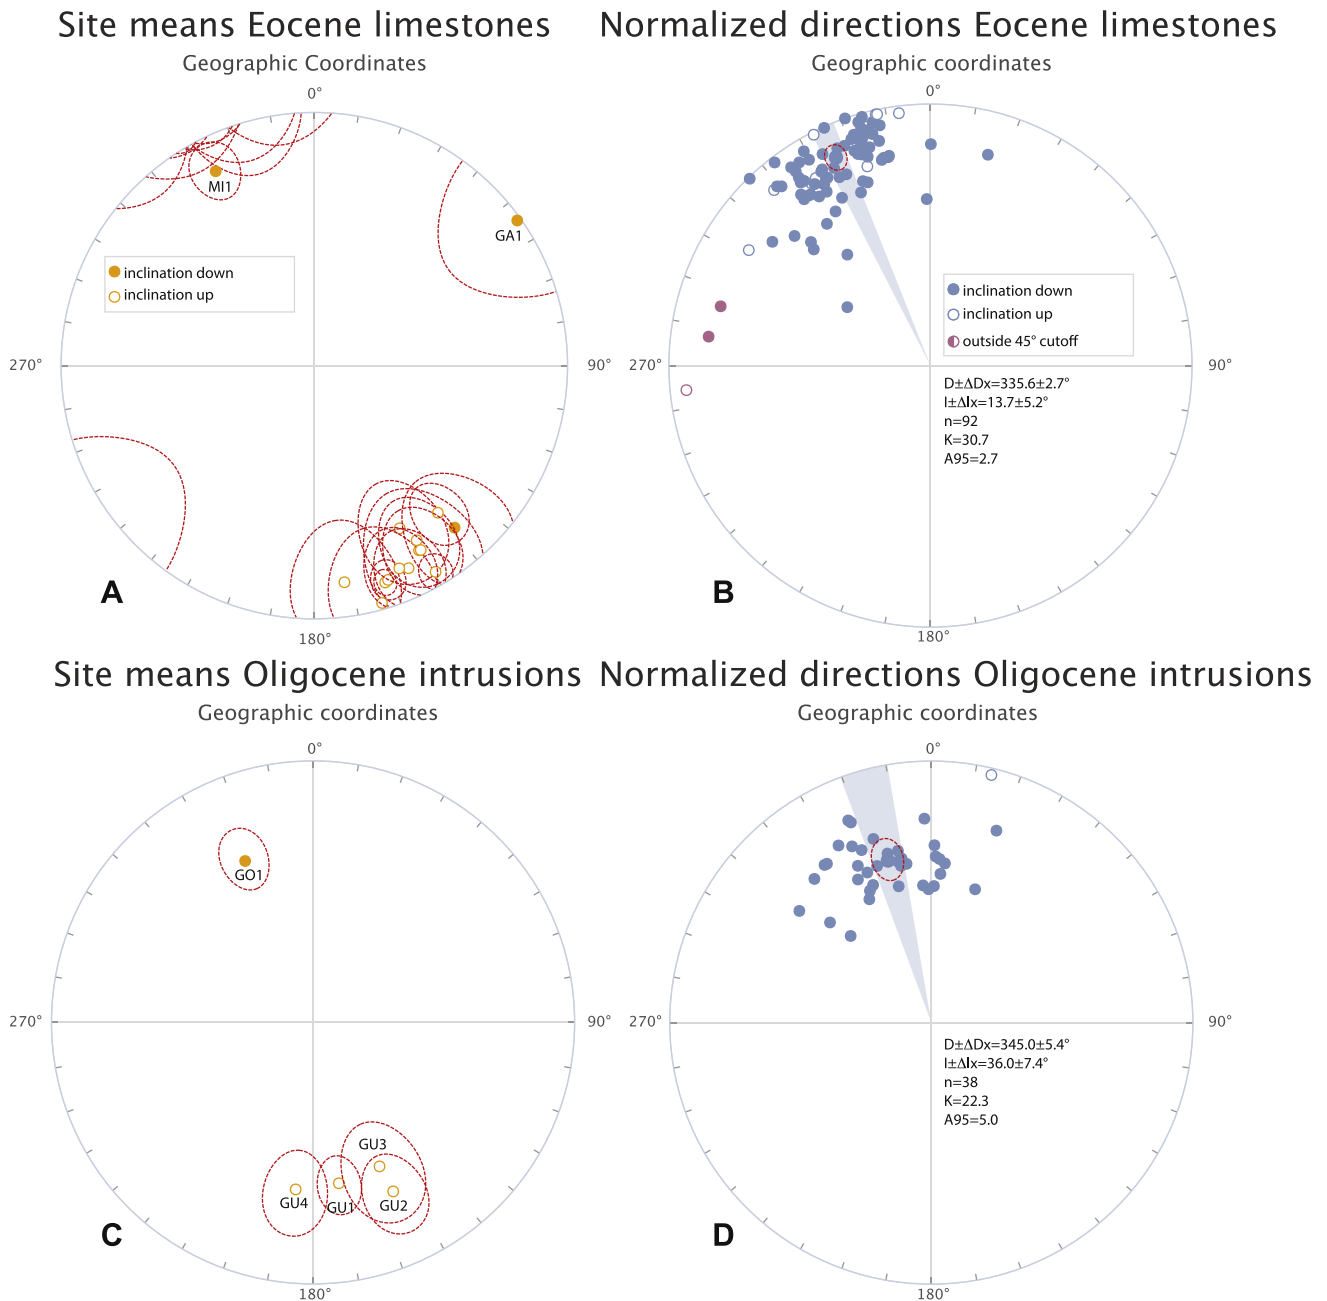 Site means Eocene limestones
Geographic Coordinates
0°
MI1
GA1
inclination down
inclination up
270°
90°
A
180°
Normalized directions Eocene limestones
Geographic coordinates
0°
inclination down
inclination up
outside 45° cutoff
270°
90°
D±ΔDx=335.6±2.7°
I±ΔIx=13.7±5.2°
n=92
K=30.7
A95=2.7
B
180°
Site means Oligocene intrusions
Geographic coordinates
0°
GO1
270°
90°
GU3
GU4
GU1
GU2
C
180°
Normalized directions Oligocene intrusions
Geographic coordinates
0°
270°
90°
D±ΔDx=345.0±5.4°
I±ΔIx=36.0±7.4°
n=38
K=22.3
A95=5.0
D
180°